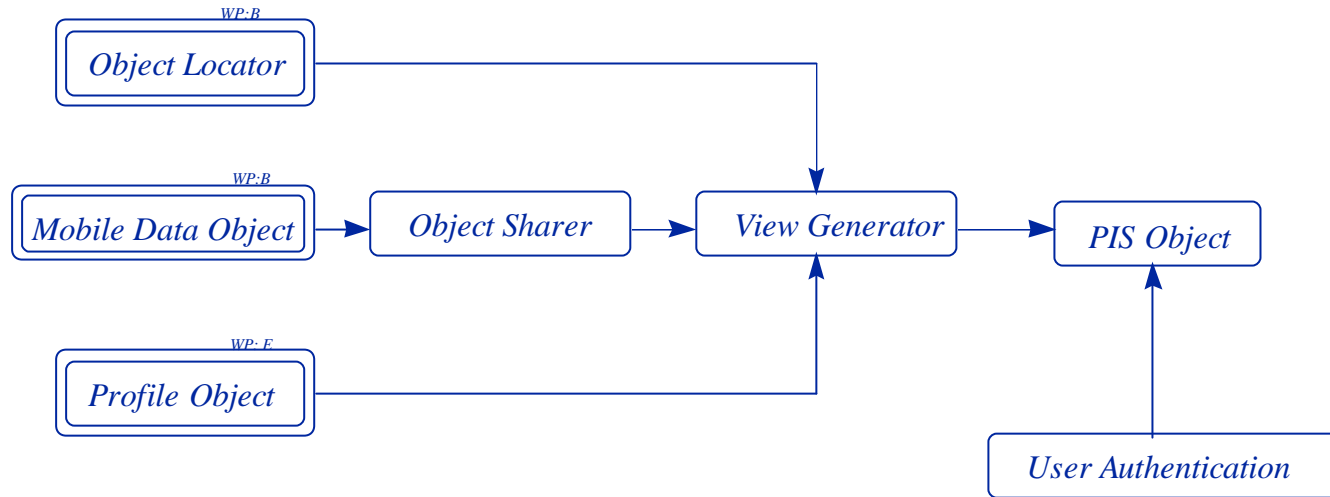 WP:B
Object Locator
WP:B
Mobile Data Object
Object Sharer
View Generator
PIS Object
WP: E
Profile Object
User Authentication